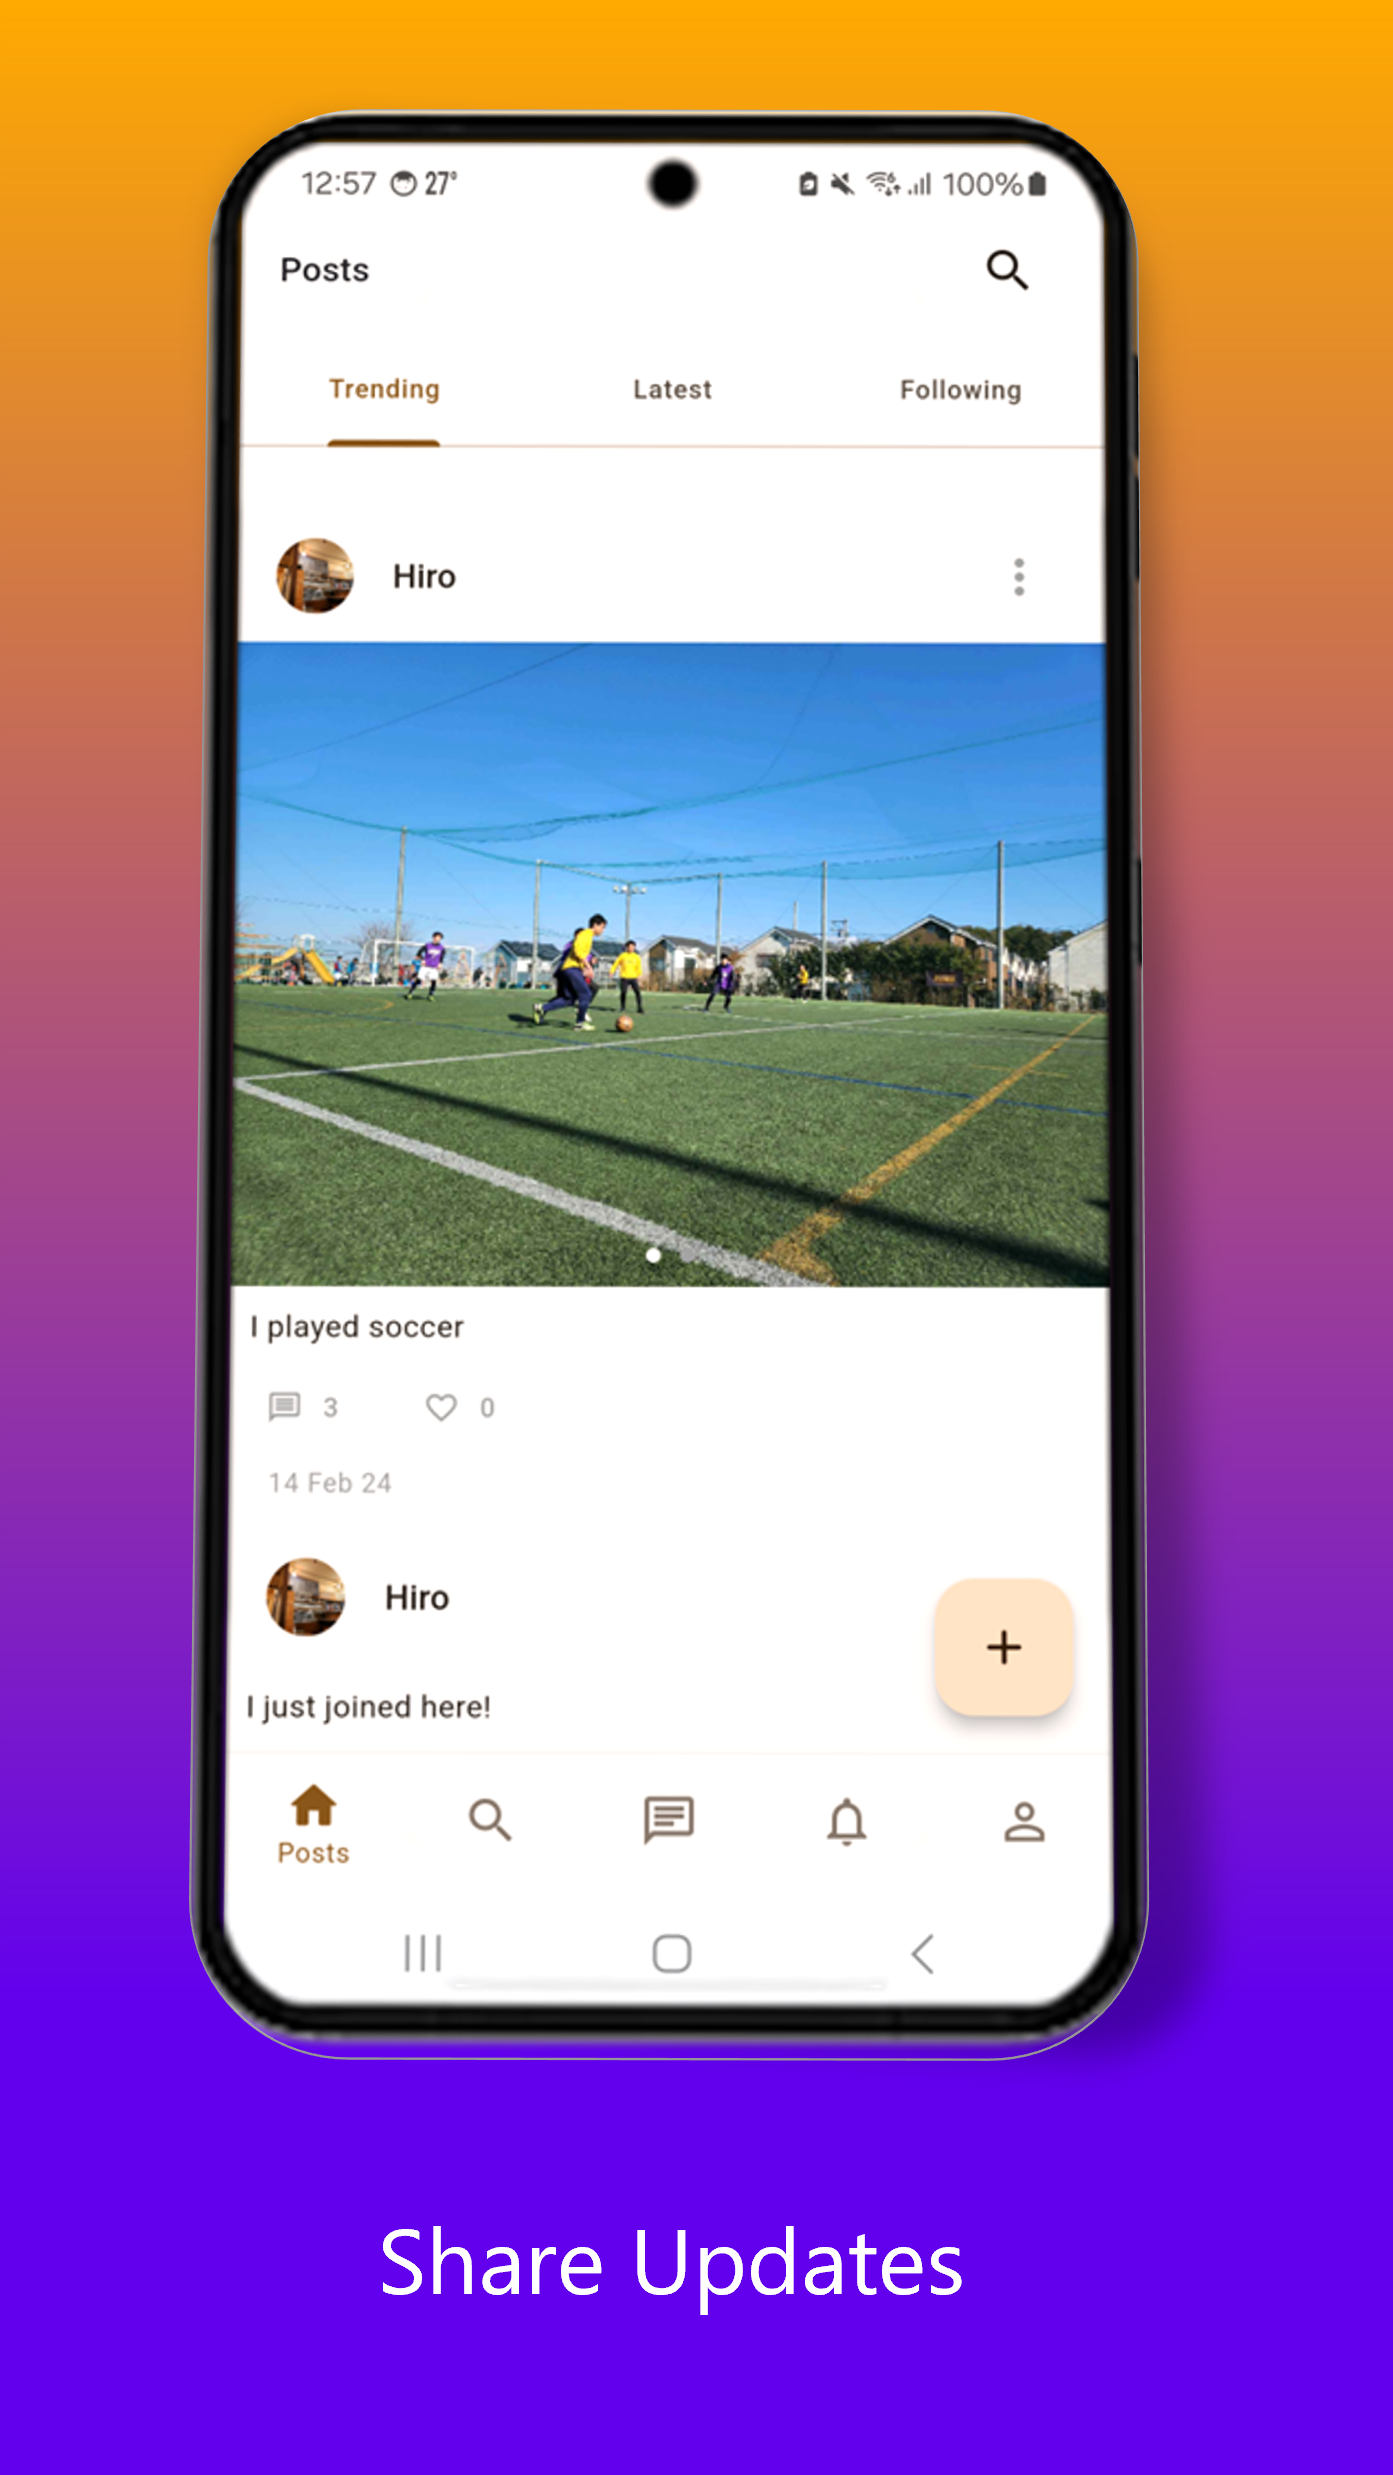 12:57 27°
100%
Posts
Trending Latest Following
Hiro
I played soccer
3 0
14 Feb 24
Hiro
I just joined here!
Posts
Share Updates